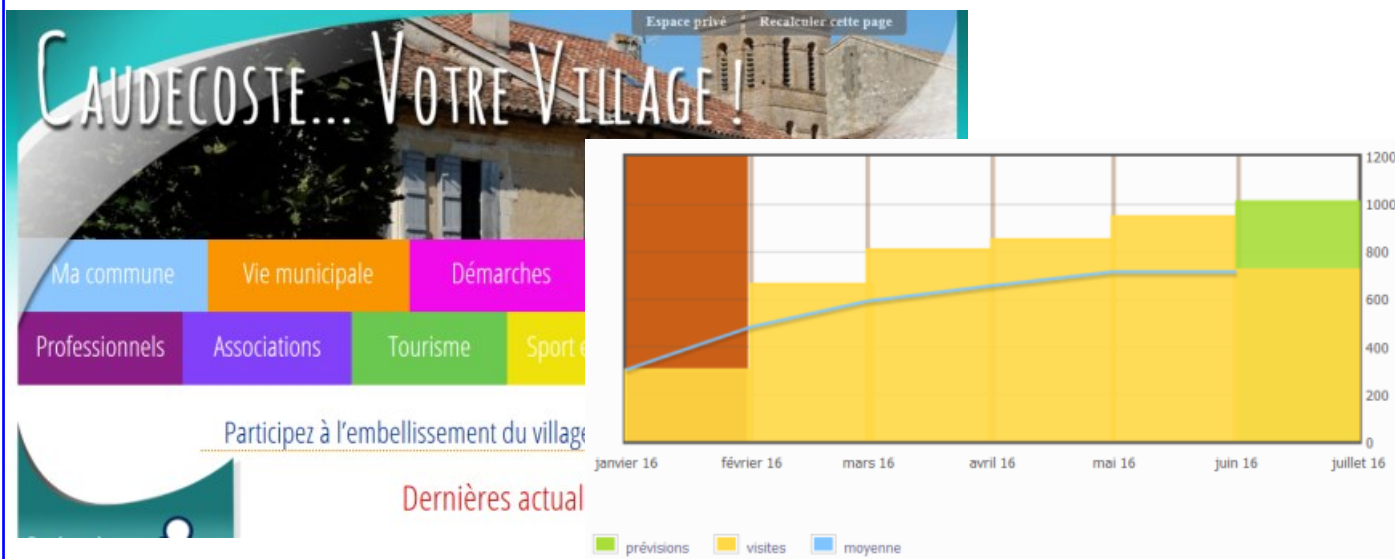 Espace privé Recalculer cette page
CAUDECOSTE... VOTRE VILLAGE !
Ma commune Vie municipale Démarches
Professionnels Associations Tourisme Sport e
Participez à l'embellissement du village
Dernières actual
1200
1000
800
600
400
200
0
janvier 16 février 16 mars 16 avril 16 mai 16 juin 16 juillet 16
prévisions visites moyenne